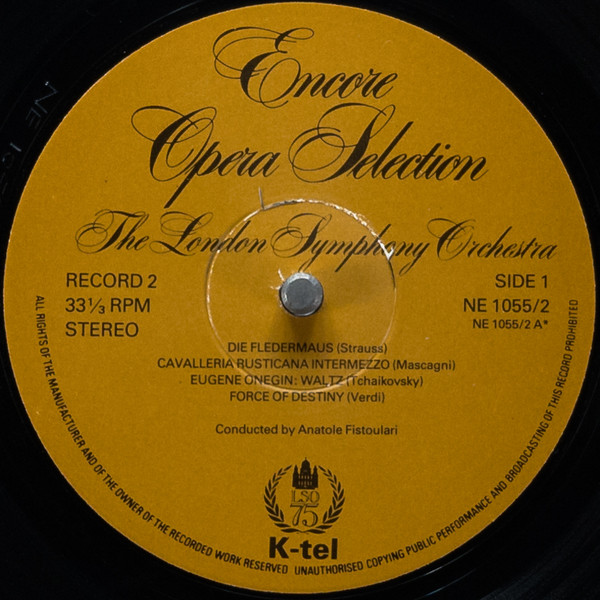 Encore
Opera Selection
The London Symphony Orchestra
RECORD 2
33⅓ RPM
STEREO
SIDE 1
NE 1055/2
NE 1055/2 A*
DIE FLEDERMAUS (Strauss)
CAVALLERIA RUSTICANA INTERMEZZO (Mascagni)
EUGENE ONEGIN: WALTZ (Tchaikovsky)
FORCE OF DESTINY (Verdi)
Conducted by Anatole Fistoulari
LSO
75
K-tel
ALL RIGHTS OF THE MANUFACTURER AND OF THE OWNER OF THE RECORDED WORK RESERVED UNAUTHORISED COPYING PUBLIC PERFORMANCE AND BROADCASTING OF THIS RECORD PROHIBITED